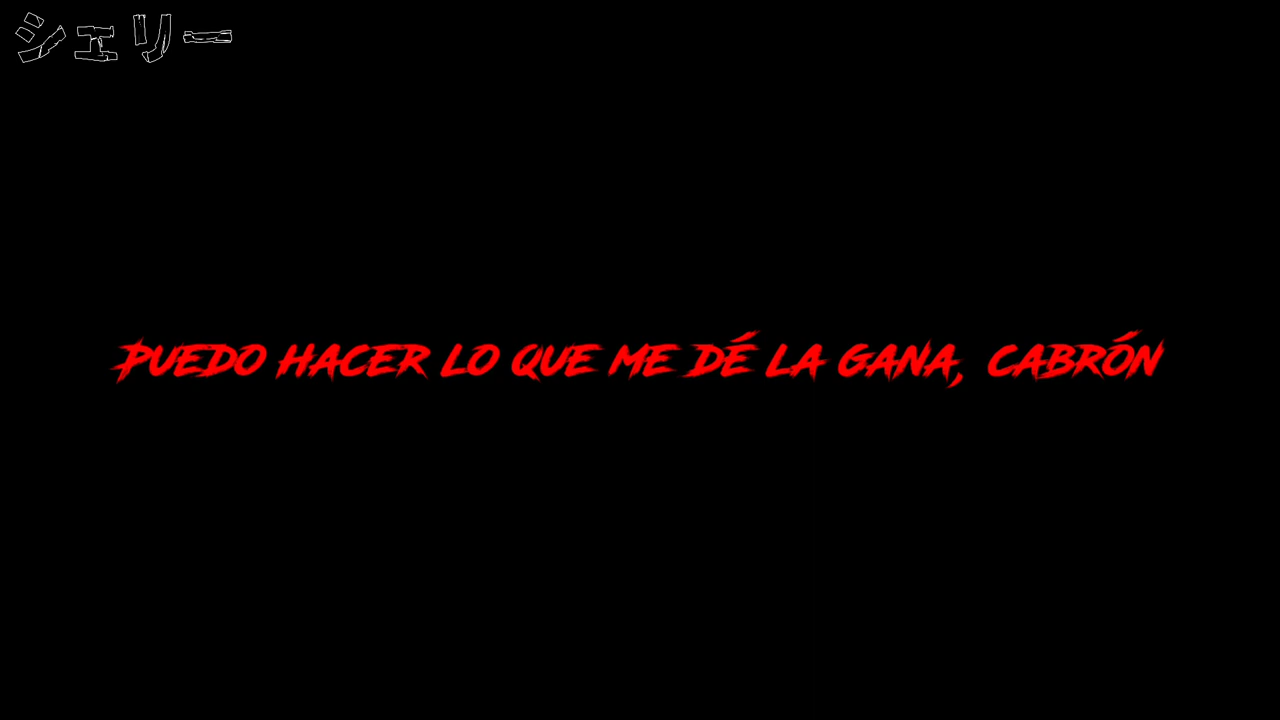 シェリー
PUEDO HACER LO QUE ME DÉ LA GANA, CABRÓN